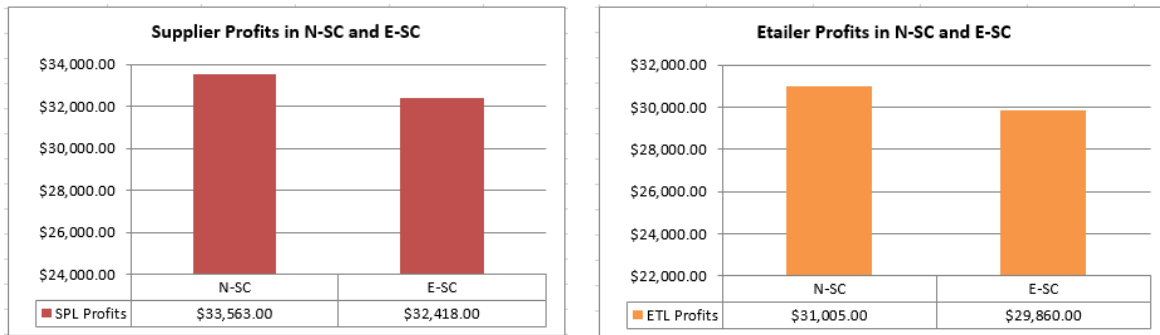 Supplier Profits in N-SC and E-SC
$34,000.00
$32,000.00
$30,000.00
$28,000.00
$26,000.00
$24,000.00
N-SC E-SC
SPL Profits $33,563.00 $32,418.00
Etailer Profits in N-SC and E-SC
$32,000.00
$30,000.00
$28,000.00
$26,000.00
$24,000.00
$22,000.00
N-SC E-SC
ETL Profits $31,005.00 $29,860.00